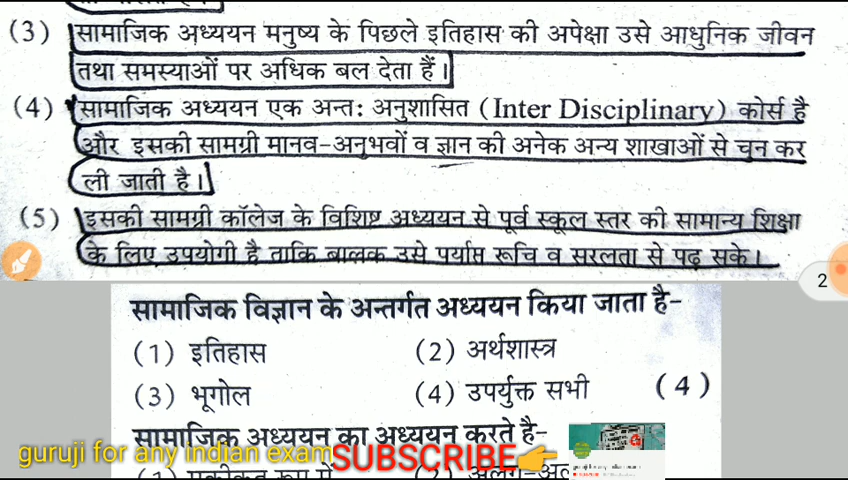 (3) सामाजिक अध्ययन मनुष्य के पिछले इतिहास की अपेक्षा उसे आधुनिक जीवन
तथा समस्याओं पर अधिक बल देता हैं।
(4) सामाजिक अध्ययन एक अन्तः अनुशासित (Inter Disciplinary) कोर्स है
और इसकी सामग्री मानव-अनुभवों व ज्ञान की अनेक अन्य शाखाओं से चुन कर
ली जाती है।
(5) इसकी सामग्री कॉलेज के विशिष्ट अध्ययन से पूर्व स्कूल स्तर की सामान्य शिक्षा
के लिए उपयोगी है ताकि बालक उसे पर्याप्त रूचि व सरलता से पढ़ सके।
2
सामाजिक विज्ञान के अन्तर्गत अध्ययन किया जाता है-
(1) इतिहास (2) अर्थशास्त्र
(3) भूगोल (4) उपर्युक्त सभी (4)
सामाजिक अध्ययन का अध्ययन करते है-
guruji for any indian exam SUBSCRIBE
(1) एकीकृत रूप में (2)